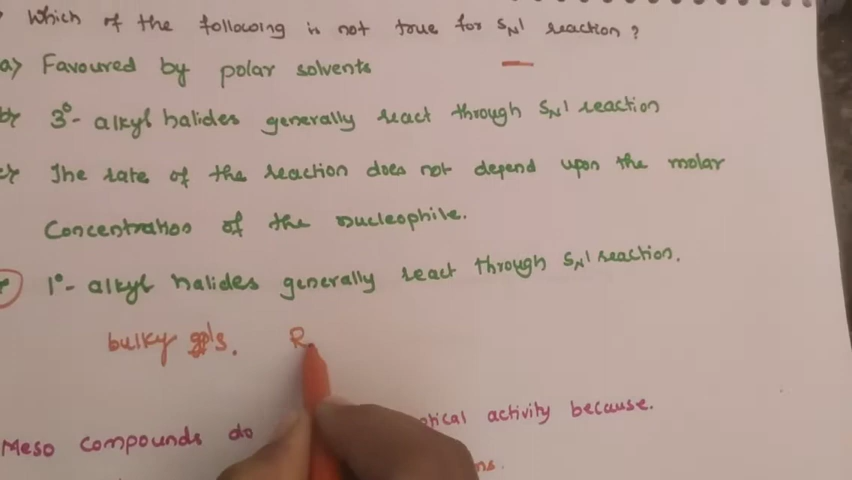 Which of the following is not true for SN1 reaction?
a) Favoured by polar solvents
b) 3°- alkyl halides generally react through SN1 reaction
c) The rate of the reaction does not depend upon the molar
Concentration of the nucleophile.
1°- alkyl halides generally react through SN1 reaction.
bulky gp's. R
Meso compounds do optical activity because.